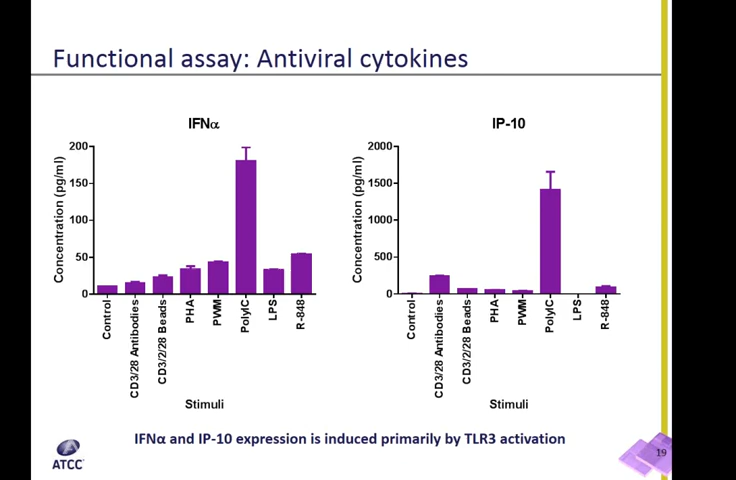 Functional assay: Antiviral cytokines
IFNα
Concentration (pg/ml)
200
150
100
50
0
Control
CD3/28 Antibodies
CD3/2/28 Beads
PHA
PWM
PolyIC
LPS
R-848
Stimuli
IP-10
Concentration (pg/ml)
2000
1500
1000
500
0
Control
CD3/28 Antibodies
CD3/2/28 Beads
PHA
PWM
PolyIC
LPS
R-848
Stimuli
IFNα and IP-10 expression is induced primarily by TLR3 activation
ATCC
19